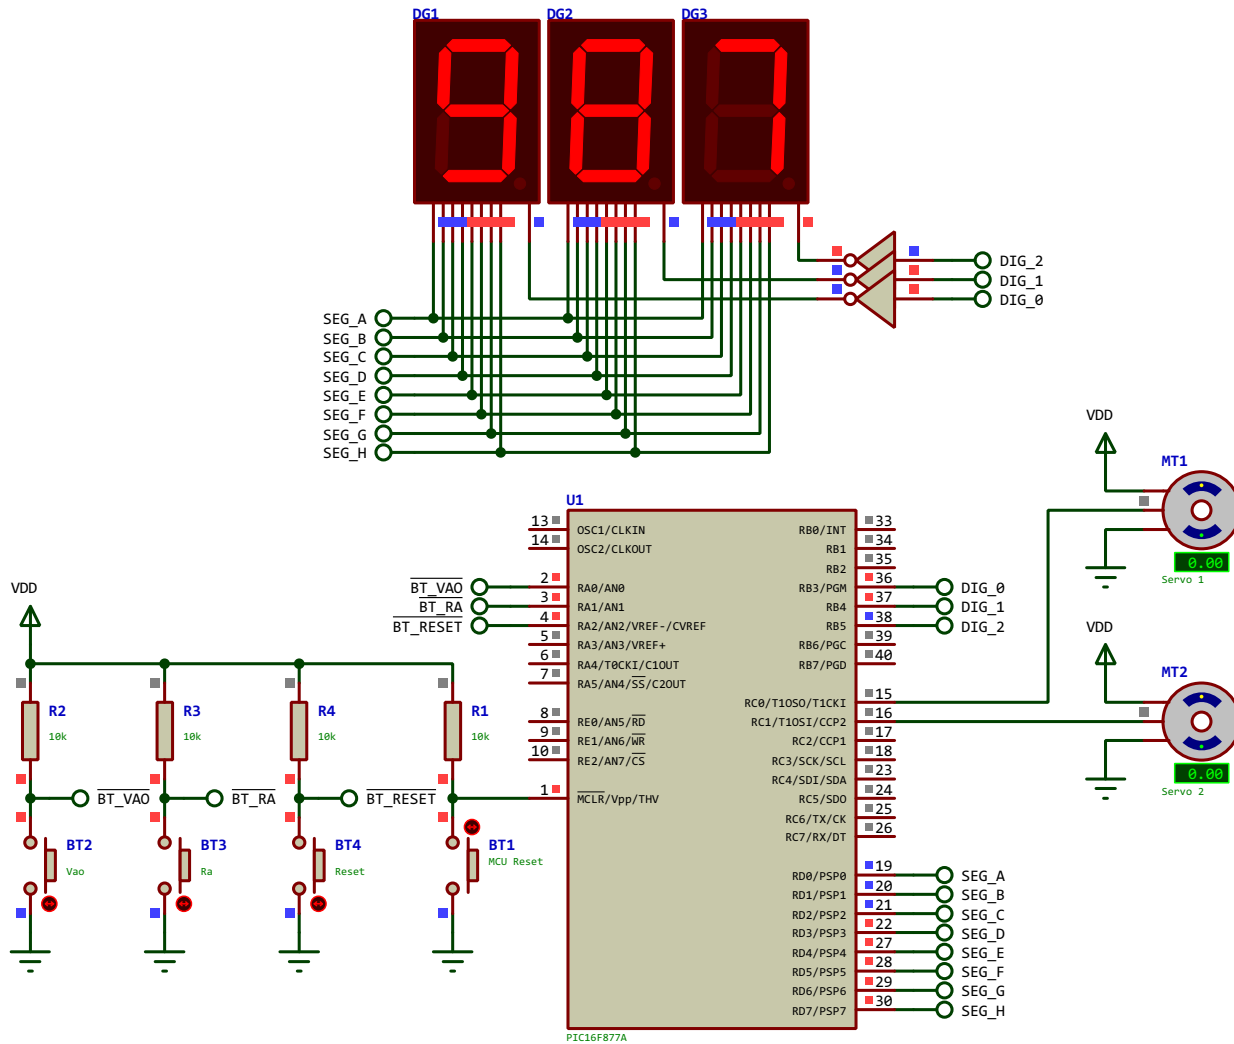 DG1 DG2 DG3
987
DIG_2
DIG_1
DIG_0
SEG_A
SEG_B
SEG_C
SEG_D
SEG_E
SEG_F
SEG_G
SEG_H
VDD
MT1
0.00
Servo 1
VDD
MT2
0.00
Servo 2
U1
13 OSC1/CLKIN
14 OSC2/CLKOUT
BT_VAO 2 RA0/AN0
BT_RA 3 RA1/AN1
BT_RESET 4 RA2/AN2/VREF-/CVREF
5 RA3/AN3/VREF+
6 RA4/T0CKI/C1OUT
7 RA5/AN4/SS/C2OUT
8 RE0/AN5/RD
9 RE1/AN6/WR
10 RE2/AN7/CS
1 MCLR/Vpp/THV
RB0/INT 33
RB1 34
RB2 35
RB3/PGM 36 DIG_0
RB4 37 DIG_1
RB5 38 DIG_2
RB6/PGC 39
RB7/PGD 40
RC0/T1OSO/T1CKI 15
RC1/T1OSI/CCP2 16
RC2/CCP1 17
RC3/SCK/SCL 18
RC4/SDI/SDA 23
RC5/SDO 24
RC6/TX/CK 25
RC7/RX/DT 26
RD0/PSP0 19 SEG_A
RD1/PSP1 20 SEG_B
RD2/PSP2 21 SEG_C
RD3/PSP3 22 SEG_D
RD4/PSP4 27 SEG_E
RD5/PSP5 28 SEG_F
RD6/PSP6 29 SEG_G
RD7/PSP7 30 SEG_H
PIC16F877A
VDD
R2 R3 R4 R1
10k 10k 10k 10k
BT_VAO BT_RA BT_RESET
BT2 BT3 BT4 BT1
Vao Ra Reset MCU Reset